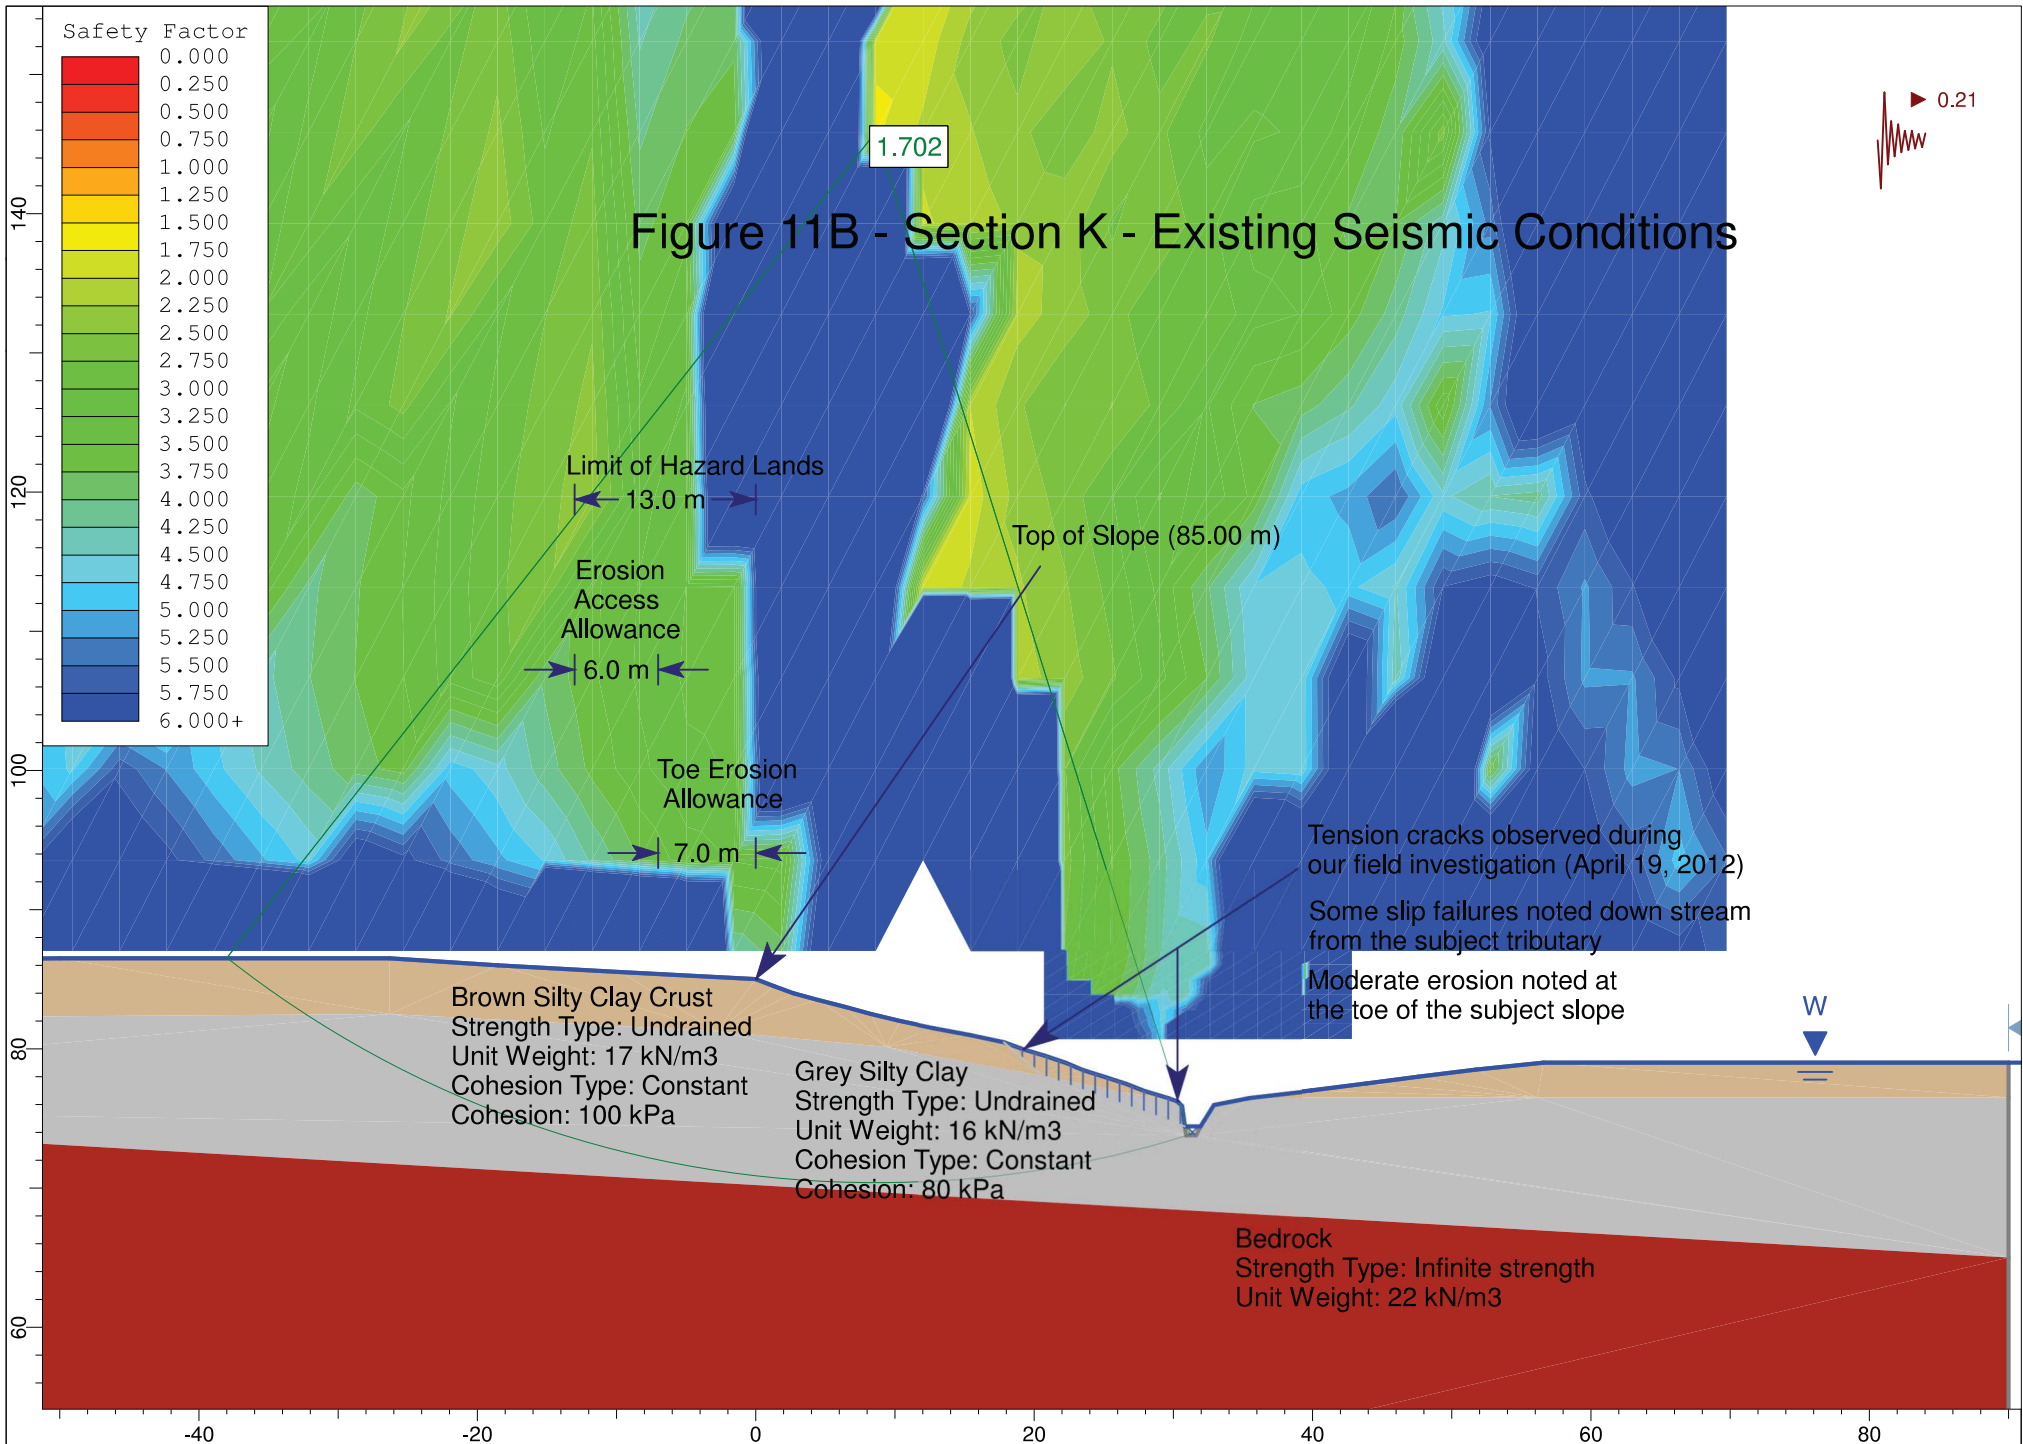 Safety Factor
0.000
0.250
0.500
0.750
1.000
1.250
1.500
1.750
2.000
2.250
2.500
2.750
3.000
3.250
3.500
3.750
4.000
4.250
4.500
4.750
5.000
5.250
5.500
5.750
6.000+
0.21
1.702
Figure 11B - Section K - Existing Seismic Conditions
Limit of Hazard Lands
13.0 m
Top of Slope (85.00 m)
Erosion
Access
Allowance
6.0 m
Toe Erosion
Allowance
7.0 m
Tension cracks observed during
our field investigation (April 19, 2012)
Some slip failures noted down stream
from the subject tributary
Moderate erosion noted at
the toe of the subject slope
W
Brown Silty Clay Crust
Strength Type: Undrained
Unit Weight: 17 kN/m3
Cohesion Type: Constant
Cohesion: 100 kPa
Grey Silty Clay
Strength Type: Undrained
Unit Weight: 16 kN/m3
Cohesion Type: Constant
Cohesion: 80 kPa
Bedrock
Strength Type: Infinite strength
Unit Weight: 22 kN/m3
140
120
100
80
60
-40
-20
0
20
40
60
80